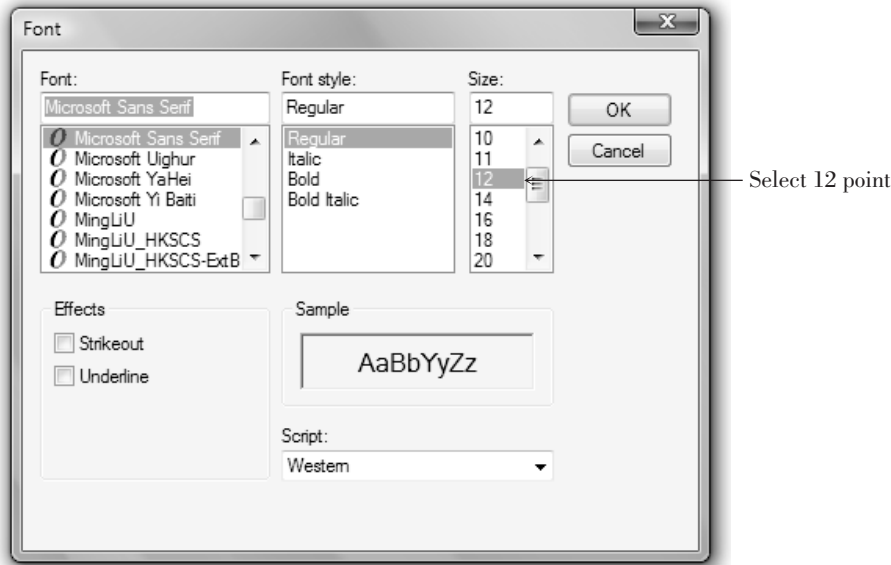 Font
X
Font:
Microsoft Sans Serif
Microsoft Sans Serif
Microsoft Uighur
Microsoft YaHei
Microsoft Yi Baiti
MingLiU
MingLiU_HKSCS
MingLiU_HKSCS-ExtB
Font style:
Regular
Regular
Italic
Bold
Bold Italic
Size:
12
10
11
12
14
16
18
20
OK
Cancel
Select 12 point
Effects
Strikeout
Underline
Sample
AaBbYyZz
Script:
Western